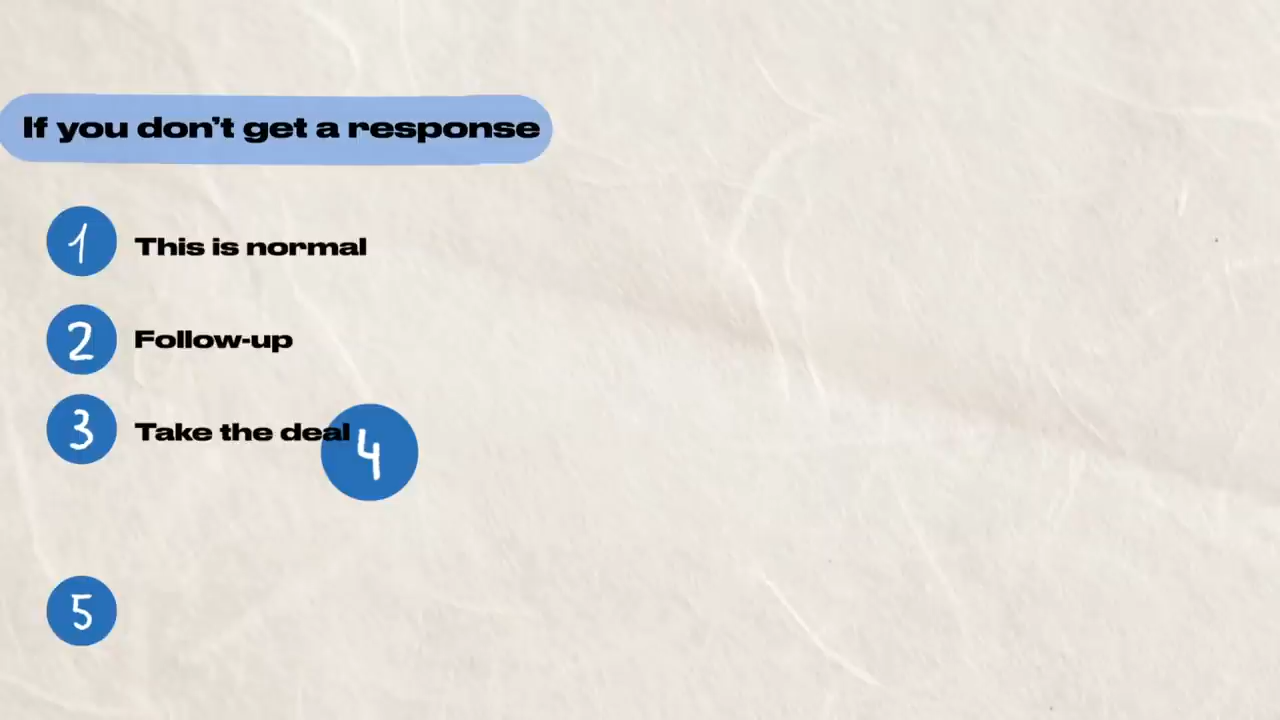 If you don't get a response
1 This is normal
2 Follow-up
3 Take the deal
4
5